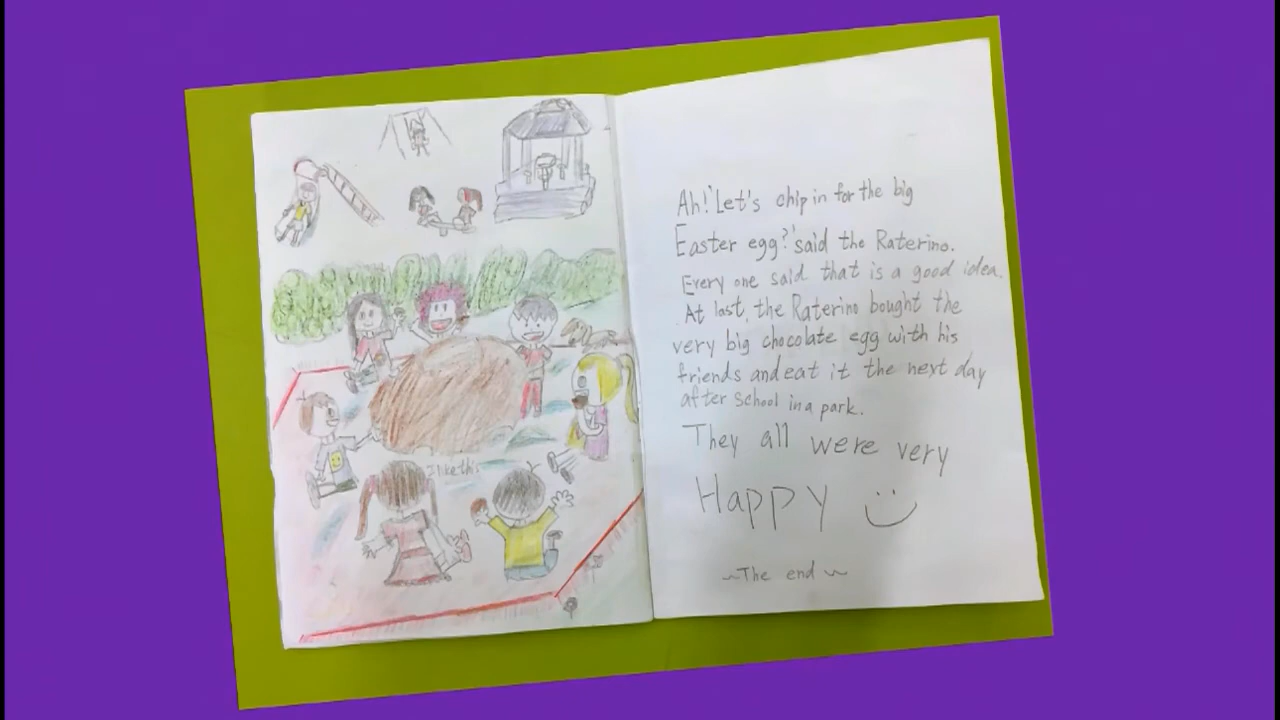 I like this
Ah! "Let's chip in for the big
Easter egg?" said the Raterino.
Every one said that is a good idea.
At last, the Raterino bought the
very big chocolate egg with his
friends and eat it the next day
after school in a park.
They all were very
Happy
~The end~